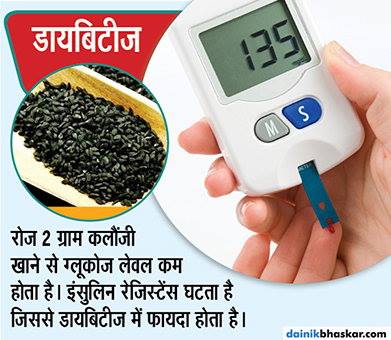 डायबिटीज
135
M
S
रोज 2 ग्राम कलौंजी
खाने से ग्लूकोज लेवल कम
होता है। इंसुलिन रेजिस्टेंस घटता है
जिससे डायबिटीज में फायदा होता है।
dainikbhaskar.com